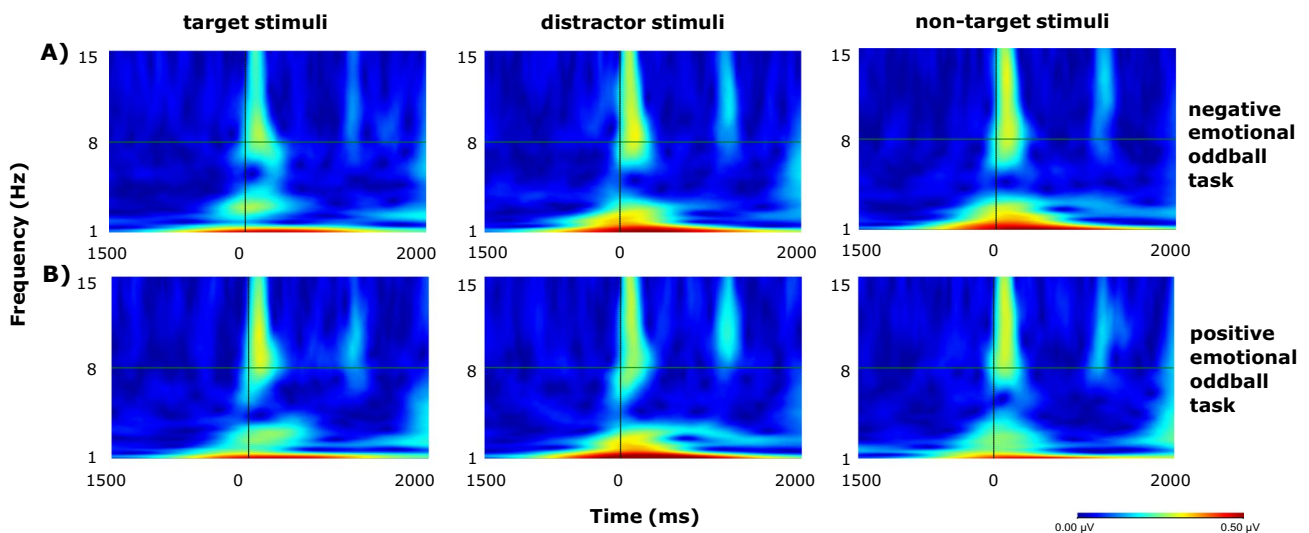 target stimuli
distractor stimuli
non-target stimuli
A)
15
8
1
1500
0
2000
15
8
1
1500
0
2000
15
8
1
1500
0
2000
negative
emotional
oddball
task
Frequency (Hz)
B)
15
8
1
1500
0
2000
15
8
1
1500
0
2000
15
8
1
1500
0
2000
positive
emotional
oddball
task
Time (ms)
0.00 µV
0.50 µV